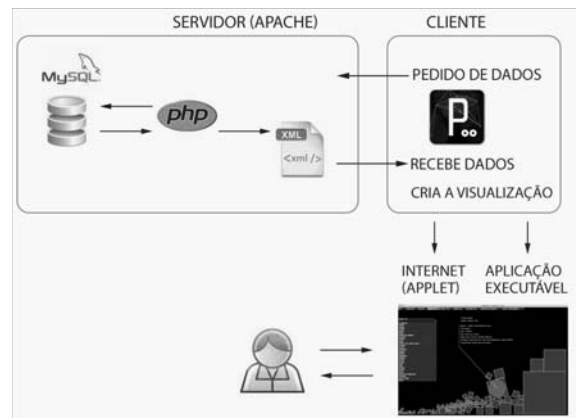 SERVIDOR (APACHE)
CLIENTE
MySQL
php
XML
<xml />
PEDIDO DE DADOS
P
RECEBE DADOS
CRIA A VISUALIZAÇÃO
INTERNET
(APPLET)
APLICAÇÃO
EXECUTÁVEL